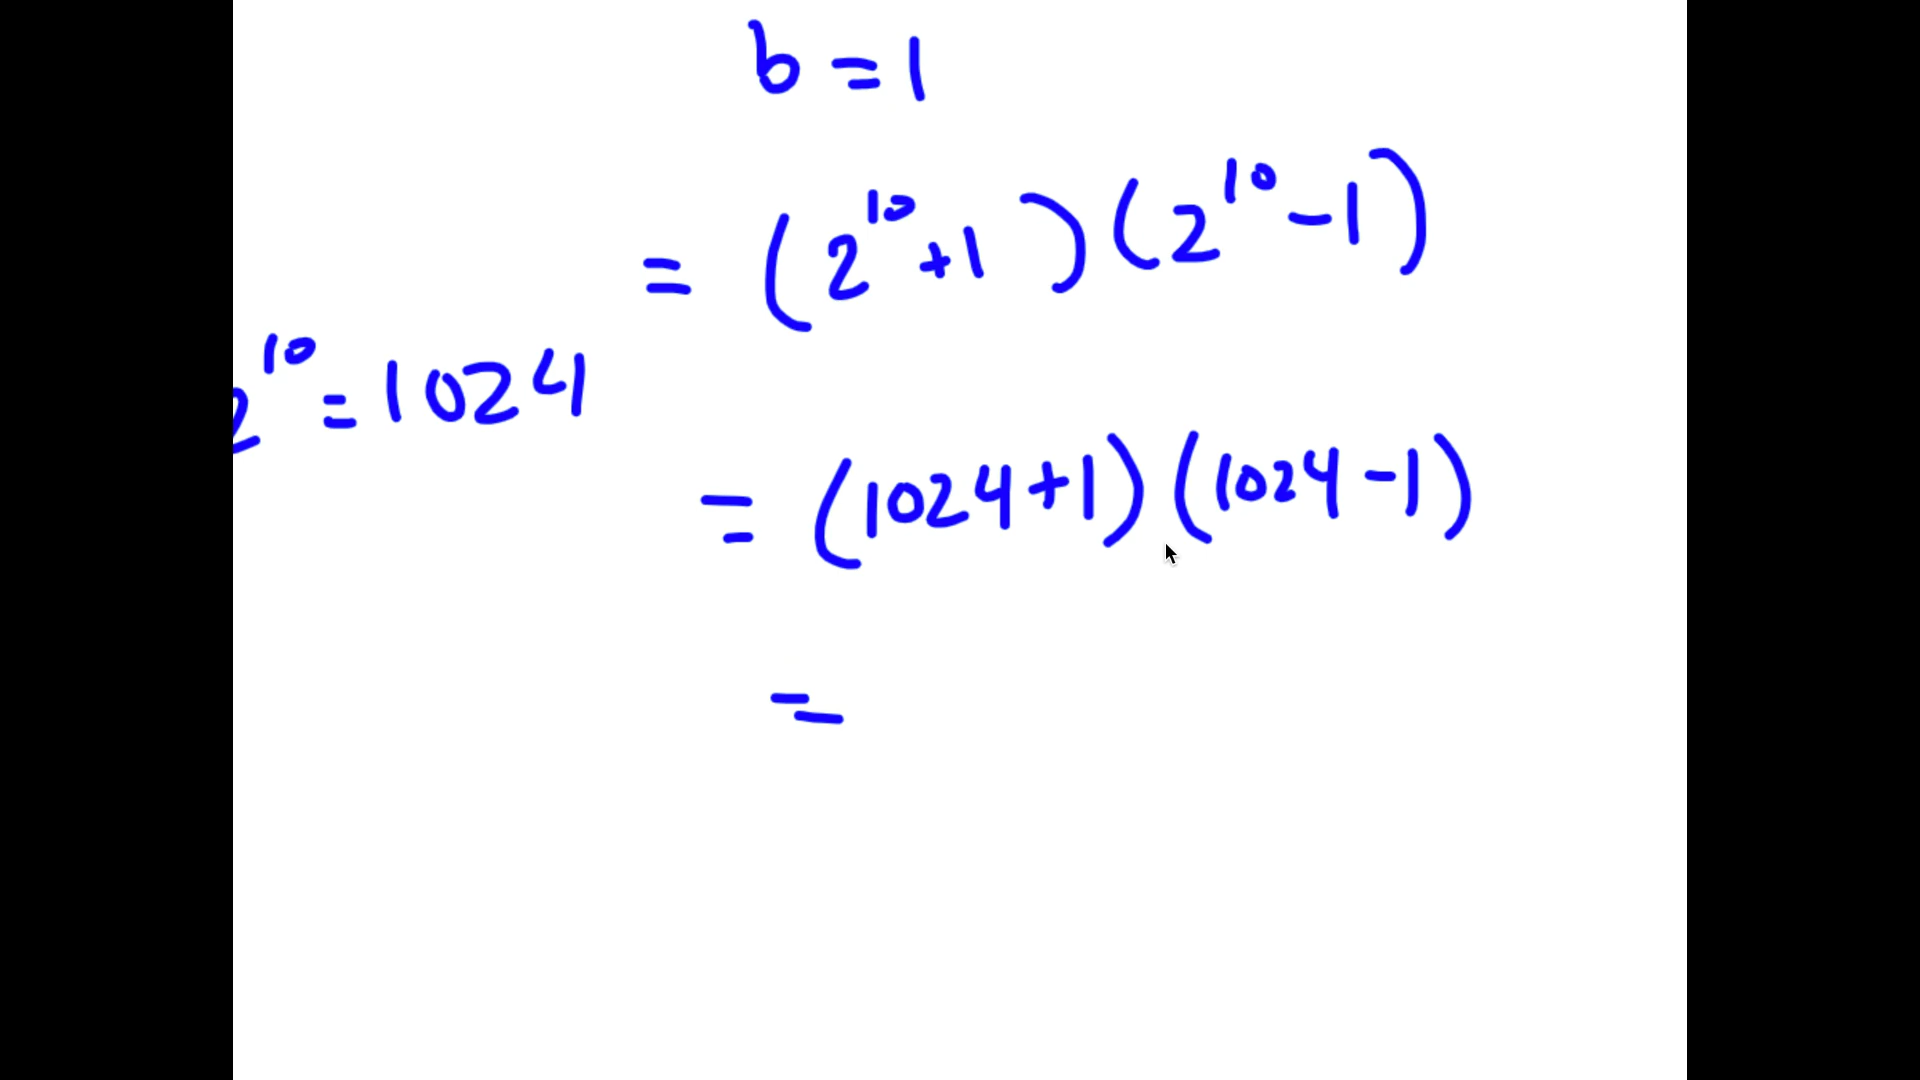 b = 1
= (2^10 + 1)(2^10 - 1)
2^10 = 1024
= (1024 + 1)(1024 - 1)
=